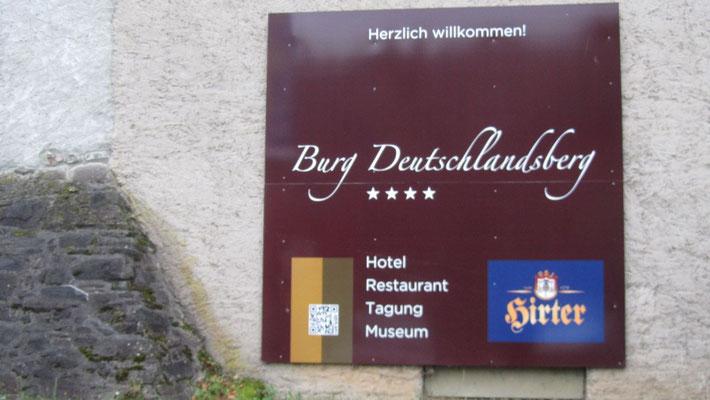 Herzlich willkommen!
Burg Deutschlandsberg
Hotel
Restaurant
Tagung
Museum
Hirter